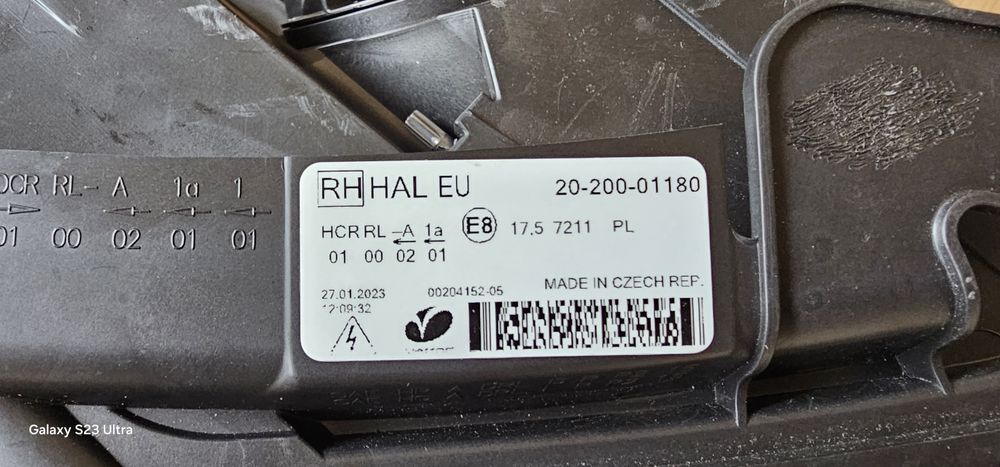 RL- A 1a 1
01 00 02 01 01
RH HAL EU 20-200-01180
HCR RL -A 1a E8 17.5 7211 PL
01 00 02 01
27.01.2023 00204152-05 MADE IN CZECH REP.
12:09:32
Galaxy S23 Ultra